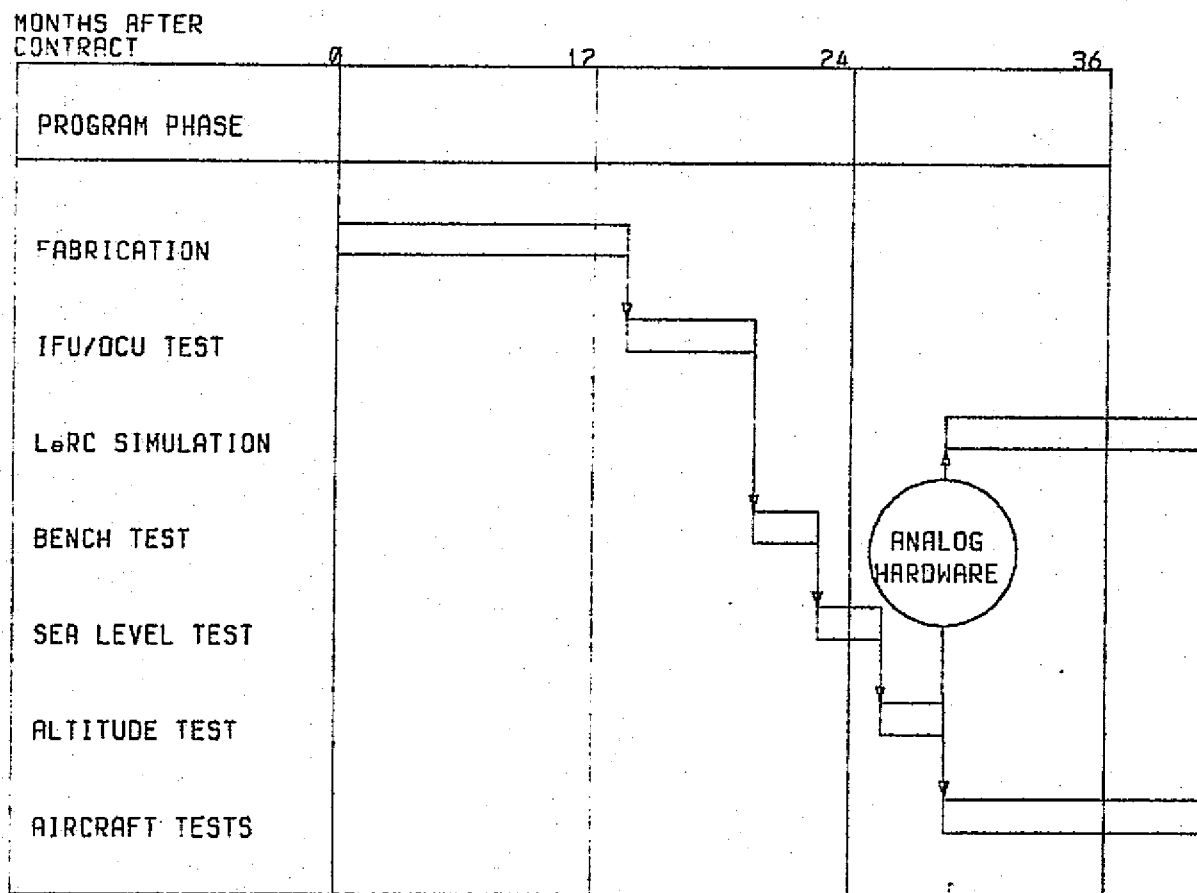 MONTHS AFTER
CONTRACT
0 12 24 36
PROGRAM PHASE
FABRICATION
IFU/DCU TEST
LeRC SIMULATION
BENCH TEST
ANALOG
HARDWARE
SEA LEVEL TEST
ALTITUDE TEST
AIRCRAFT TESTS